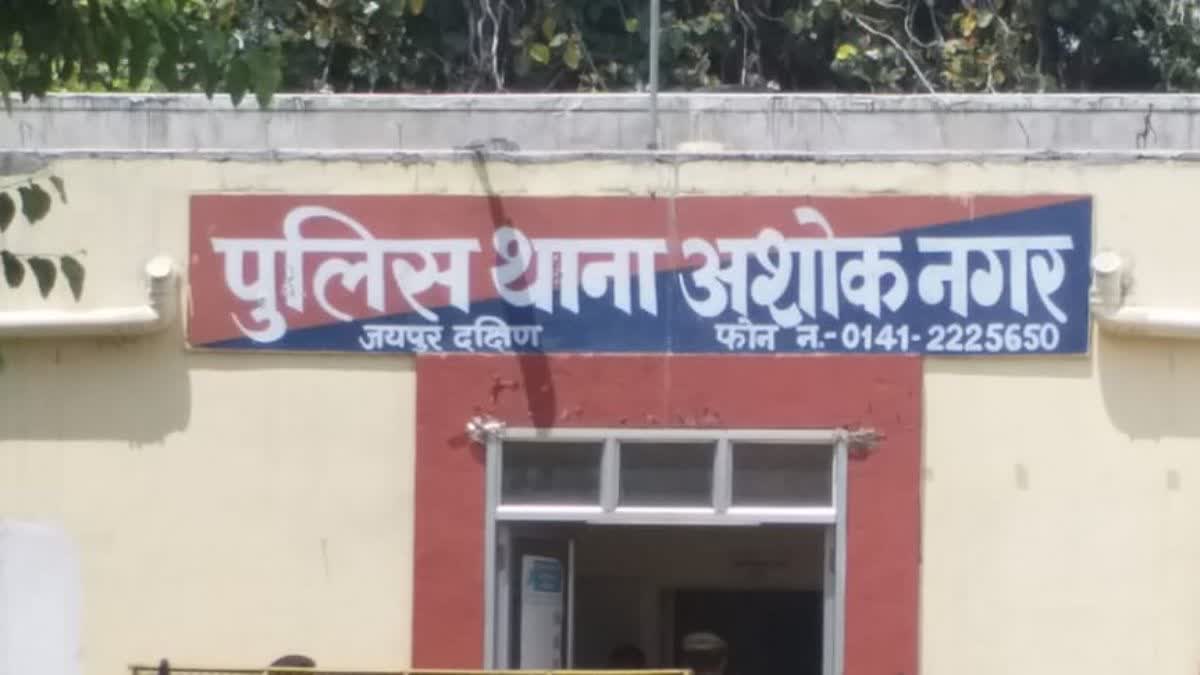 पुलिस थाना अशोक नगर
जयपुर दक्षिण फोन न.-0141-2225650